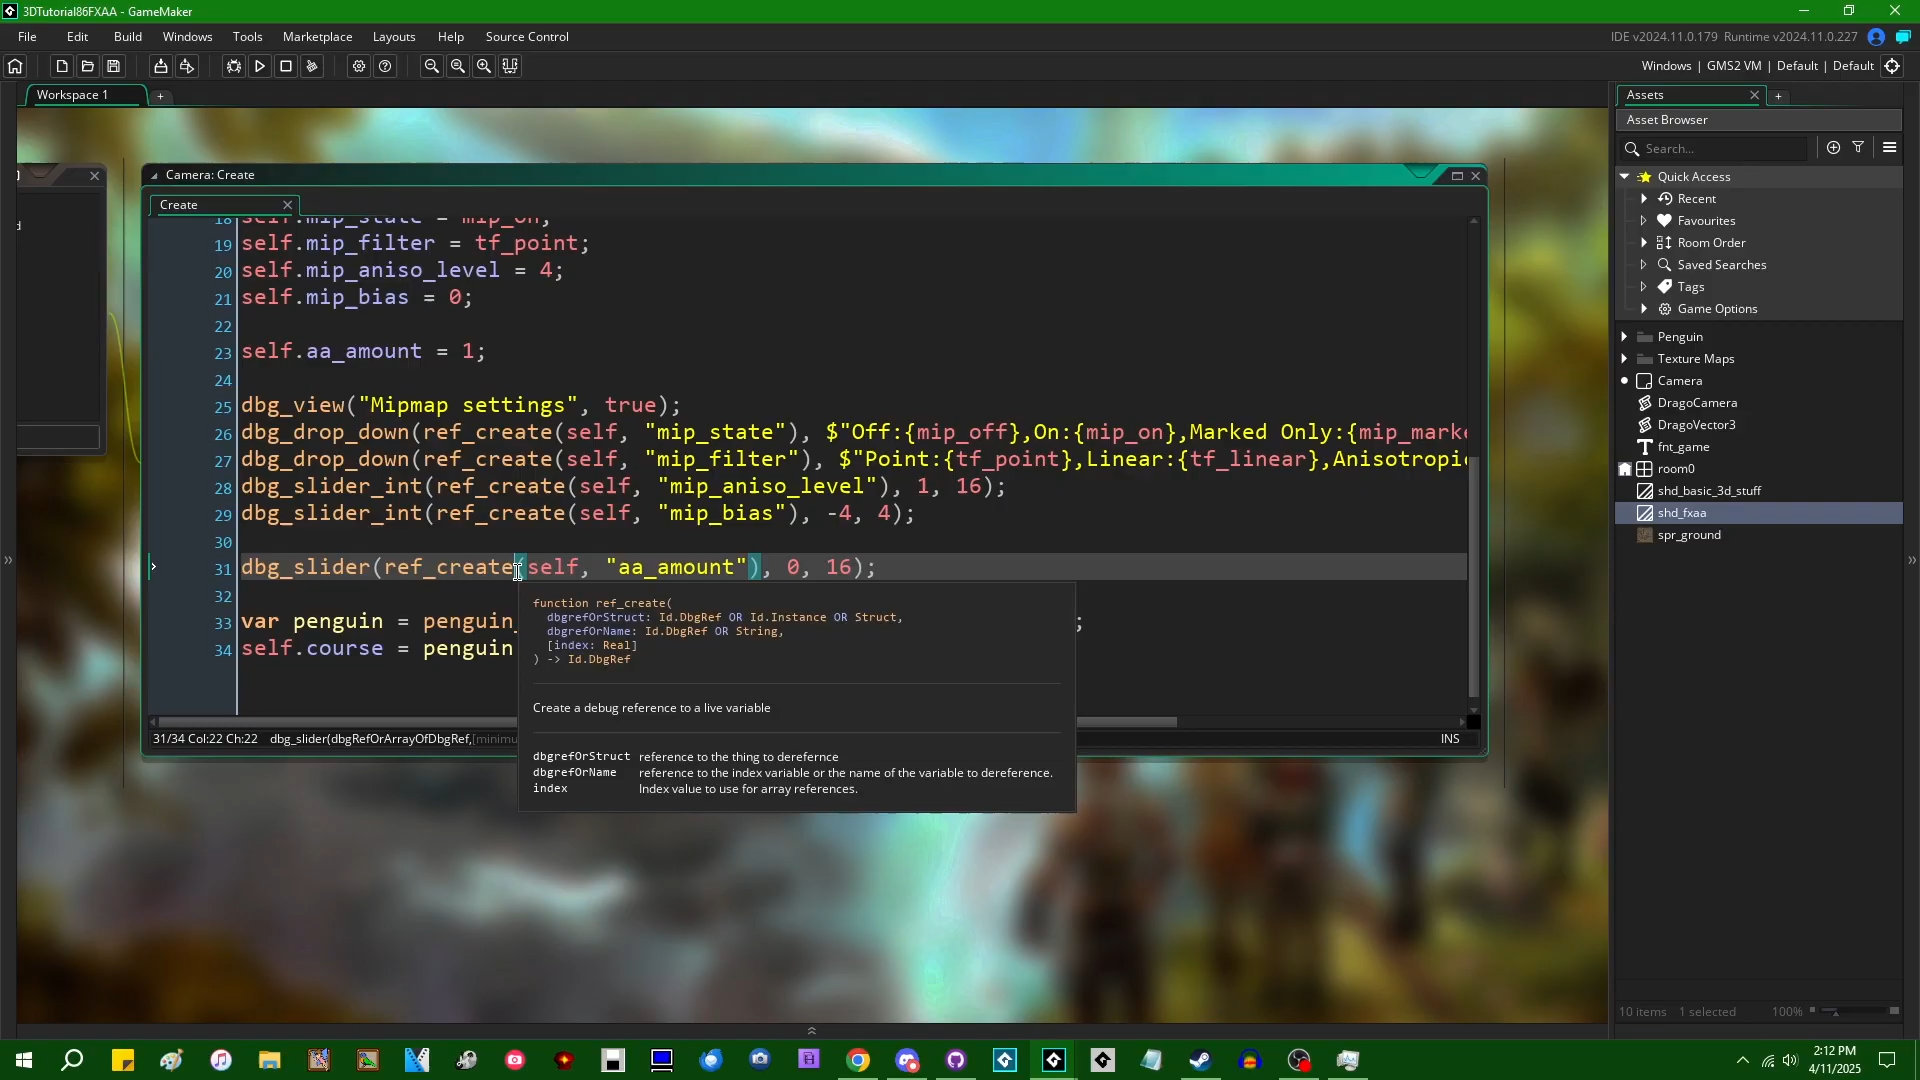 3DTutorial86FXAA - GameMaker
File Edit Build Windows Tools Marketplace Layouts Help Source Control
IDE v2024.11.0.179 Runtime v2024.11.0.227
Windows | GMS2 VM | Default | Default
Workspace 1
+
Assets
+
Asset Browser
Search...
Quick Access
Recent
Favourites
Room Order
Saved Searches
Tags
Game Options
Penguin
Texture Maps
Camera
DragoCamera
DragoVector3
fnt_game
room0
shd_basic_3d_stuff
shd_fxaa
spr_ground
10 items 1 selected 100%
Camera: Create
Create
18 self.mip_state = mip_on;
19 self.mip_filter = tf_point;
20 self.mip_aniso_level = 4;
21 self.mip_bias = 0;
22
23 self.aa_amount = 1;
24
25 dbg_view("Mipmap settings", true);
26 dbg_drop_down(ref_create(self, "mip_state"), $"Off:{mip_off},On:{mip_on},Marked Only:{mip_marke
27 dbg_drop_down(ref_create(self, "mip_filter"), $"Point:{tf_point},Linear:{tf_linear},Anisotropic
28 dbg_slider_int(ref_create(self, "mip_aniso_level"), 1, 16);
29 dbg_slider_int(ref_create(self, "mip_bias"), -4, 4);
30
31 dbg_slider(ref_create(self, "aa_amount"), 0, 16);
32
33 var penguin = penguin_ ;
34 self.course = penguin
function ref_create(
dbgrefOrStruct: Id.DbgRef OR Id.Instance OR Struct,
dbgrefOrName: Id.DbgRef OR String,
[index: Real]
) -> Id.DbgRef
Create a debug reference to a live variable
dbgrefOrStruct reference to the thing to derefernce
dbgrefOrName reference to the index variable or the name of the variable to dereference.
index Index value to use for array references.
31/34 Col:22 Ch:22 dbg_slider(dbgRefOrArrayOfDbgRef,[minimu
INS
2:12 PM
4/11/2025